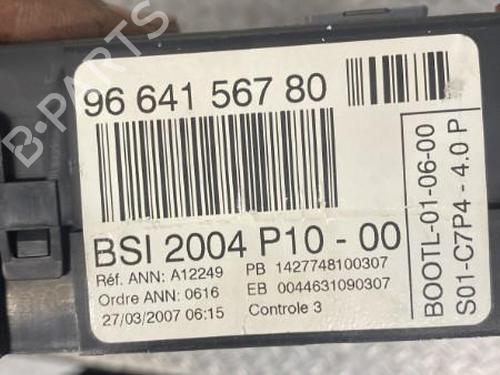 96 641 567 80
BSI 2004 P10 - 00
Réf. ANN: A12249 PB 1427748100307
Ordre ANN: 0616 EB 0044631090307
27/03/2007 06:15 Controle 3
BOOTL-01-06-00
S01-C7P4 - 4.0 P
B-PARTS